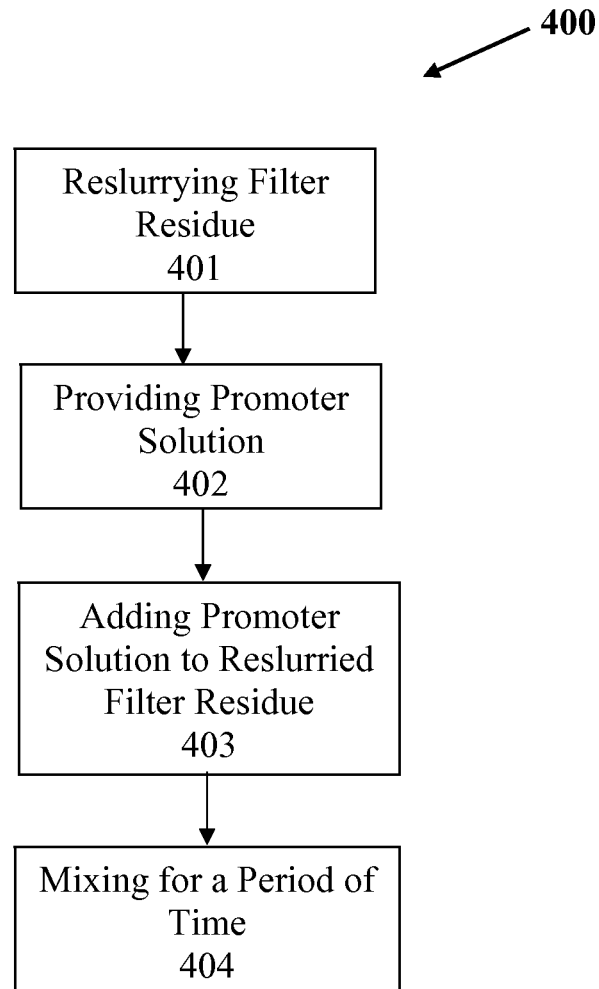 400
Reslurrying Filter
Residue
401
Providing Promoter
Solution
402
Adding Promoter
Solution to Reslurried
Filter Residue
403
Mixing for a Period of
Time
404